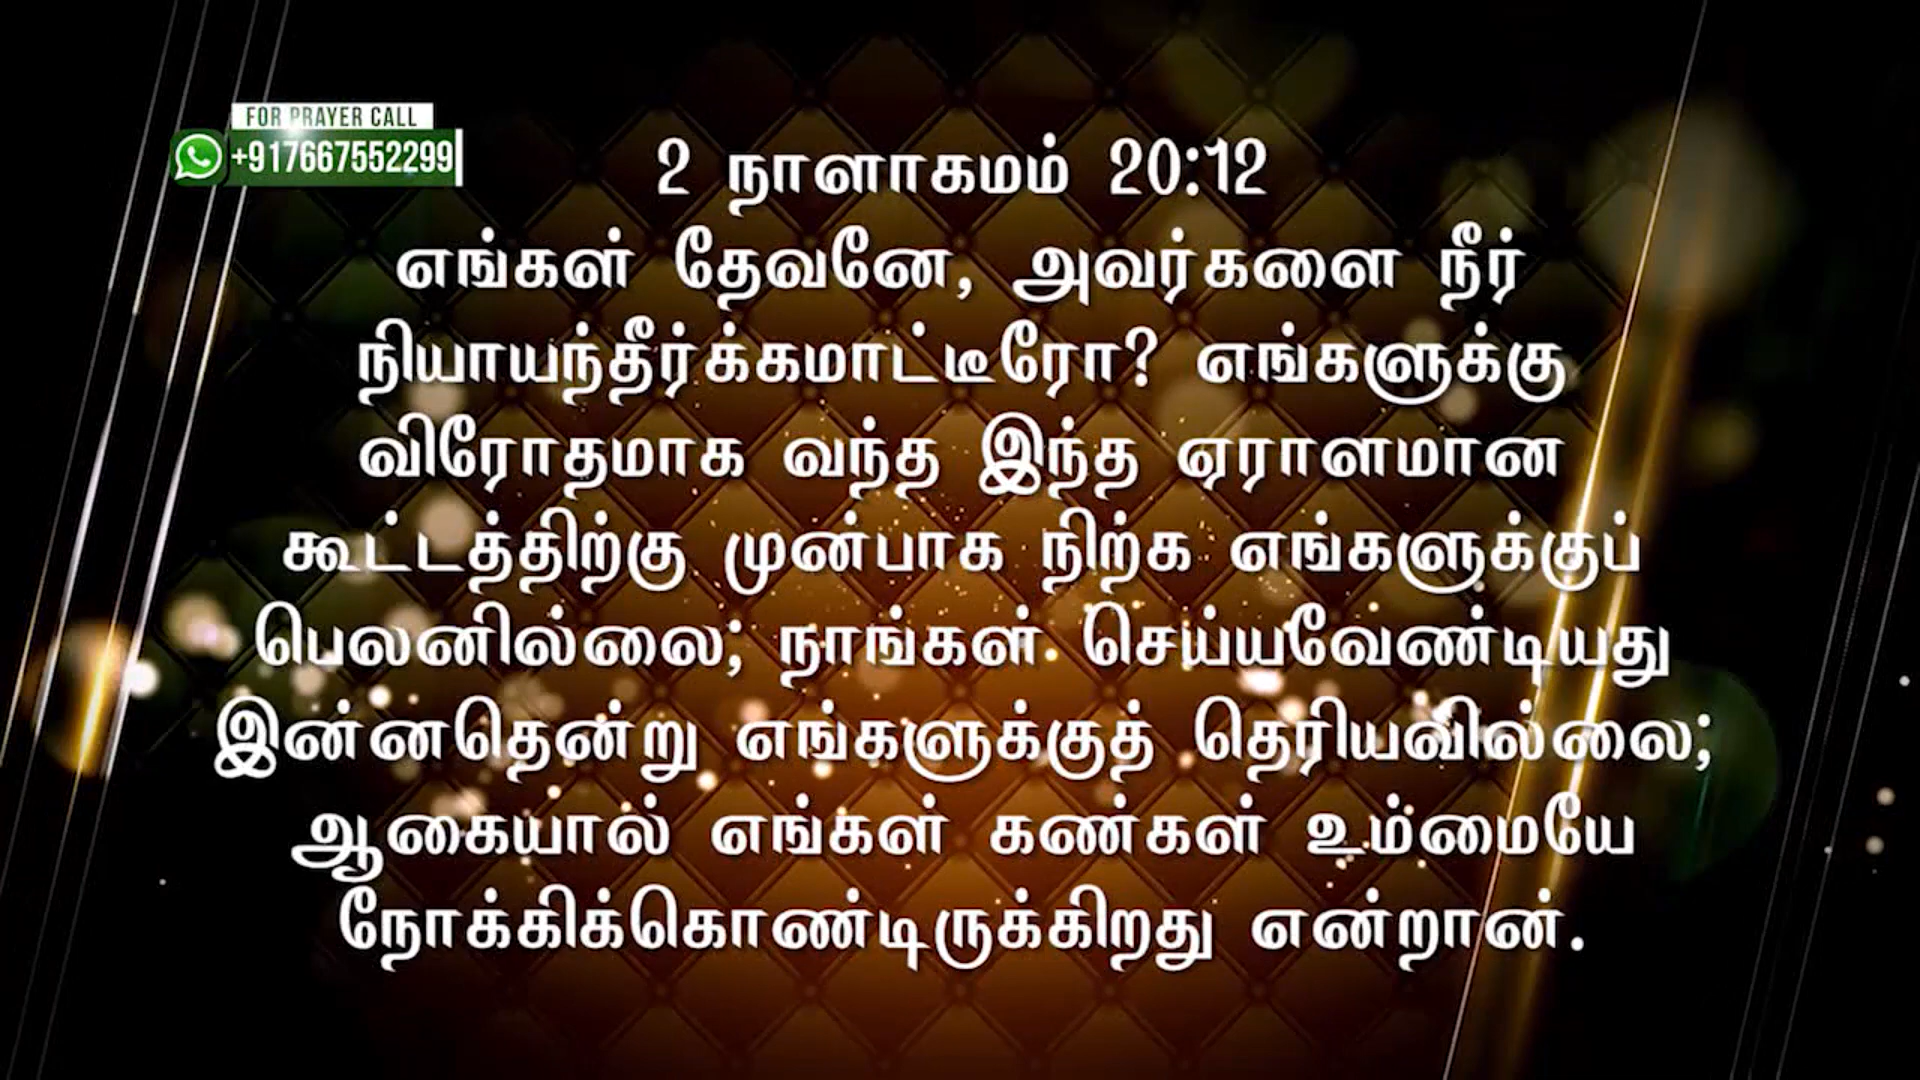 FOR PRAYER CALL
+917667552299
2 நாளாகமம் 20:12
எங்கள் தேவனே, அவர்களை நீர்
நியாயந்தீர்க்கமாட்டீரோ? எங்களுக்கு
விரோதமாக வந்த இந்த ஏராளமான
கூட்டத்திற்கு முன்பாக நிற்க எங்களுக்குப்
பெலனில்லை; நாங்கள் செய்யவேண்டியது
இன்னதென்று எங்களுக்குத் தெரியவில்லை;
ஆகையால் எங்கள் கண்கள் உம்மையே
நோக்கிக்கொண்டிருக்கிறது என்றான்.